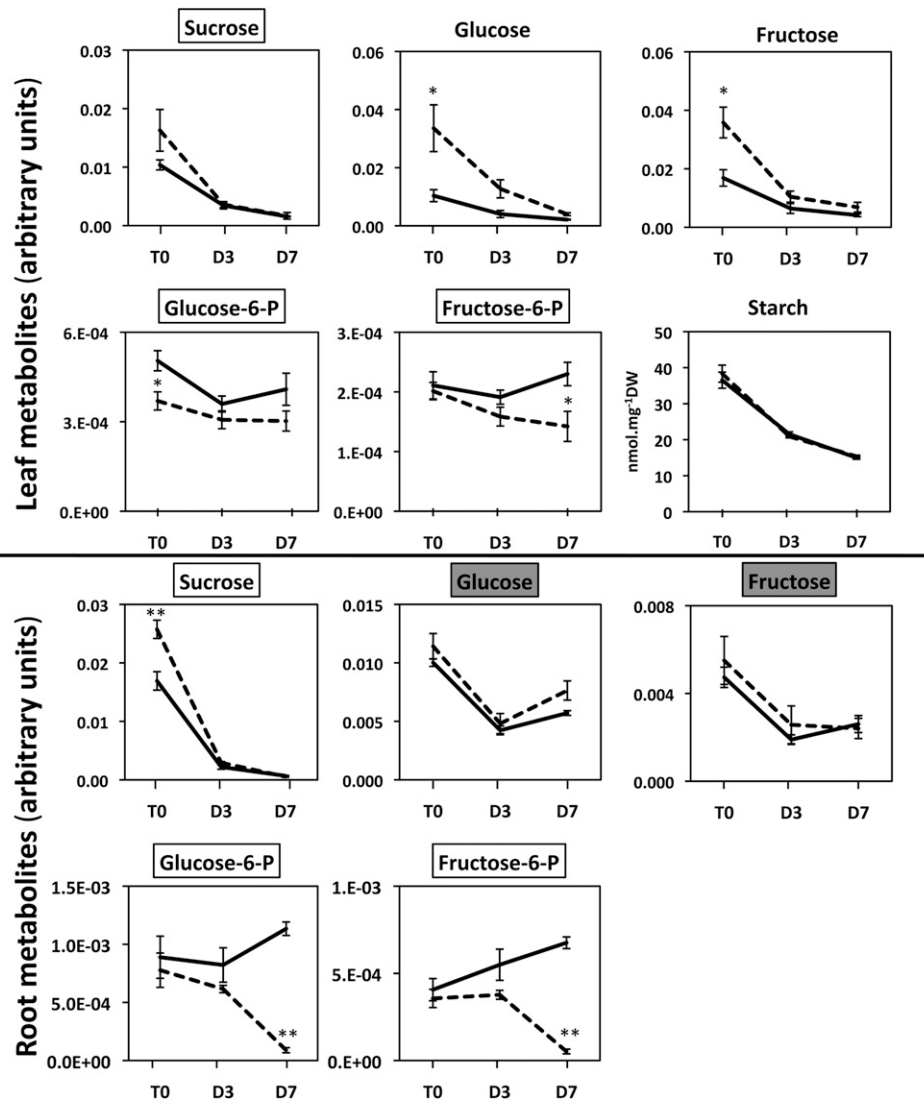 Leaf metabolites (arbitrary units)
Sucrose
0.03
0.02
0.01
0.00
T0 D3 D7
Glucose
0.06
0.04
0.02
0.00
*
T0 D3 D7
Fructose
0.06
0.04
0.02
0.00
*
T0 D3 D7
Glucose-6-P
6.E-04
3.E-04
0.E+00
*
T0 D3 D7
Fructose-6-P
3.E-04
2.E-04
1.E-04
0.E+00
*
T0 D3 D7
Starch
nmol.mg-1DW
50
40
30
20
10
0
T0 D3 D7
Root metabolites (arbitrary units)
Sucrose
0.03
0.02
0.01
0.00
**
T0 D3 D7
Glucose
0.015
0.010
0.005
0.000
T0 D3 D7
Fructose
0.008
0.004
0.000
T0 D3 D7
Glucose-6-P
1.5E-03
1.0E-03
5.0E-04
0.0E+00
**
T0 D3 D7
Fructose-6-P
1.E-03
5.E-04
0.E+00
**
T0 D3 D7